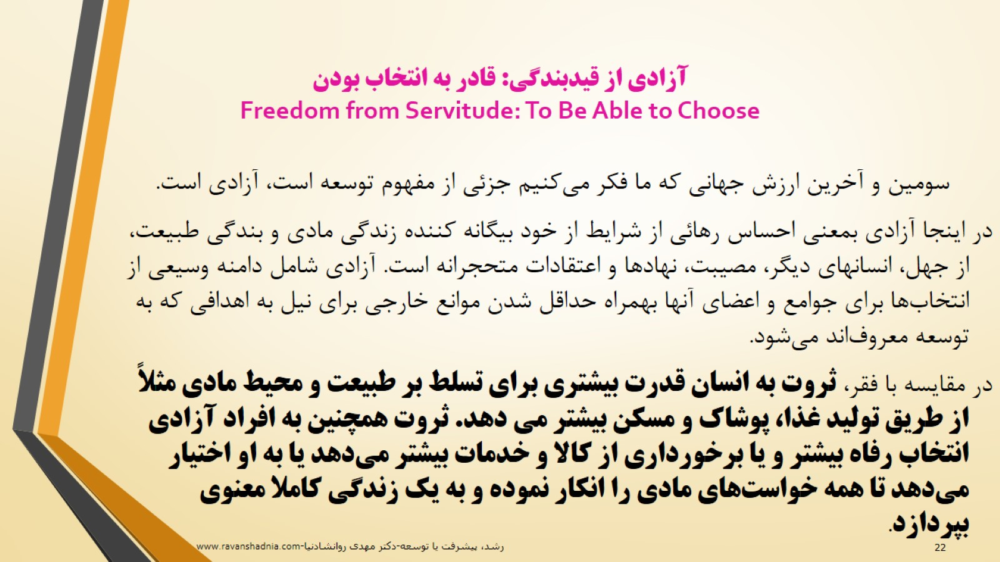 آزادی از قیدبندگی: قادر به انتخاب بودن
Freedom from Servitude: To Be Able to Choose
سومین و آخرین ارزش جهانی که ما فکر می‌کنیم جزئی از مفهوم توسعه است، آزادی است.
در اینجا آزادی بمعنی احساس رهائی از شرایط از خود بیگانه کننده زندگی مادی و بندگی طبیعت،
از جهل، انسانهای دیگر، مصیبت، نهادها و اعتقادات متحجرانه است. آزادی شامل دامنه وسیعی از
انتخاب‌ها برای جوامع و اعضای آنها بهمراه حداقل شدن موانع خارجی برای نیل به اهدافی که به
توسعه معروف‌اند می‌شود.
در مقایسه با فقر، ثروت به انسان قدرت بیشتری برای تسلط بر طبیعت و محیط مادی مثلاً
از طریق تولید غذا، پوشاک و مسکن بیشتر می دهد. ثروت همچنین به افراد آزادی
انتخاب رفاه بیشتر و یا برخورداری از کالا و خدمات بیشتر می‌دهد یا به او اختیار
می‌دهد تا همه خواست‌های مادی را انکار نموده و به یک زندگی کاملا معنوی
بپردازد.
رشد، پیشرفت یا توسعه-دکتر مهدی روانشادنیا-www.ravanshadnia.com
22